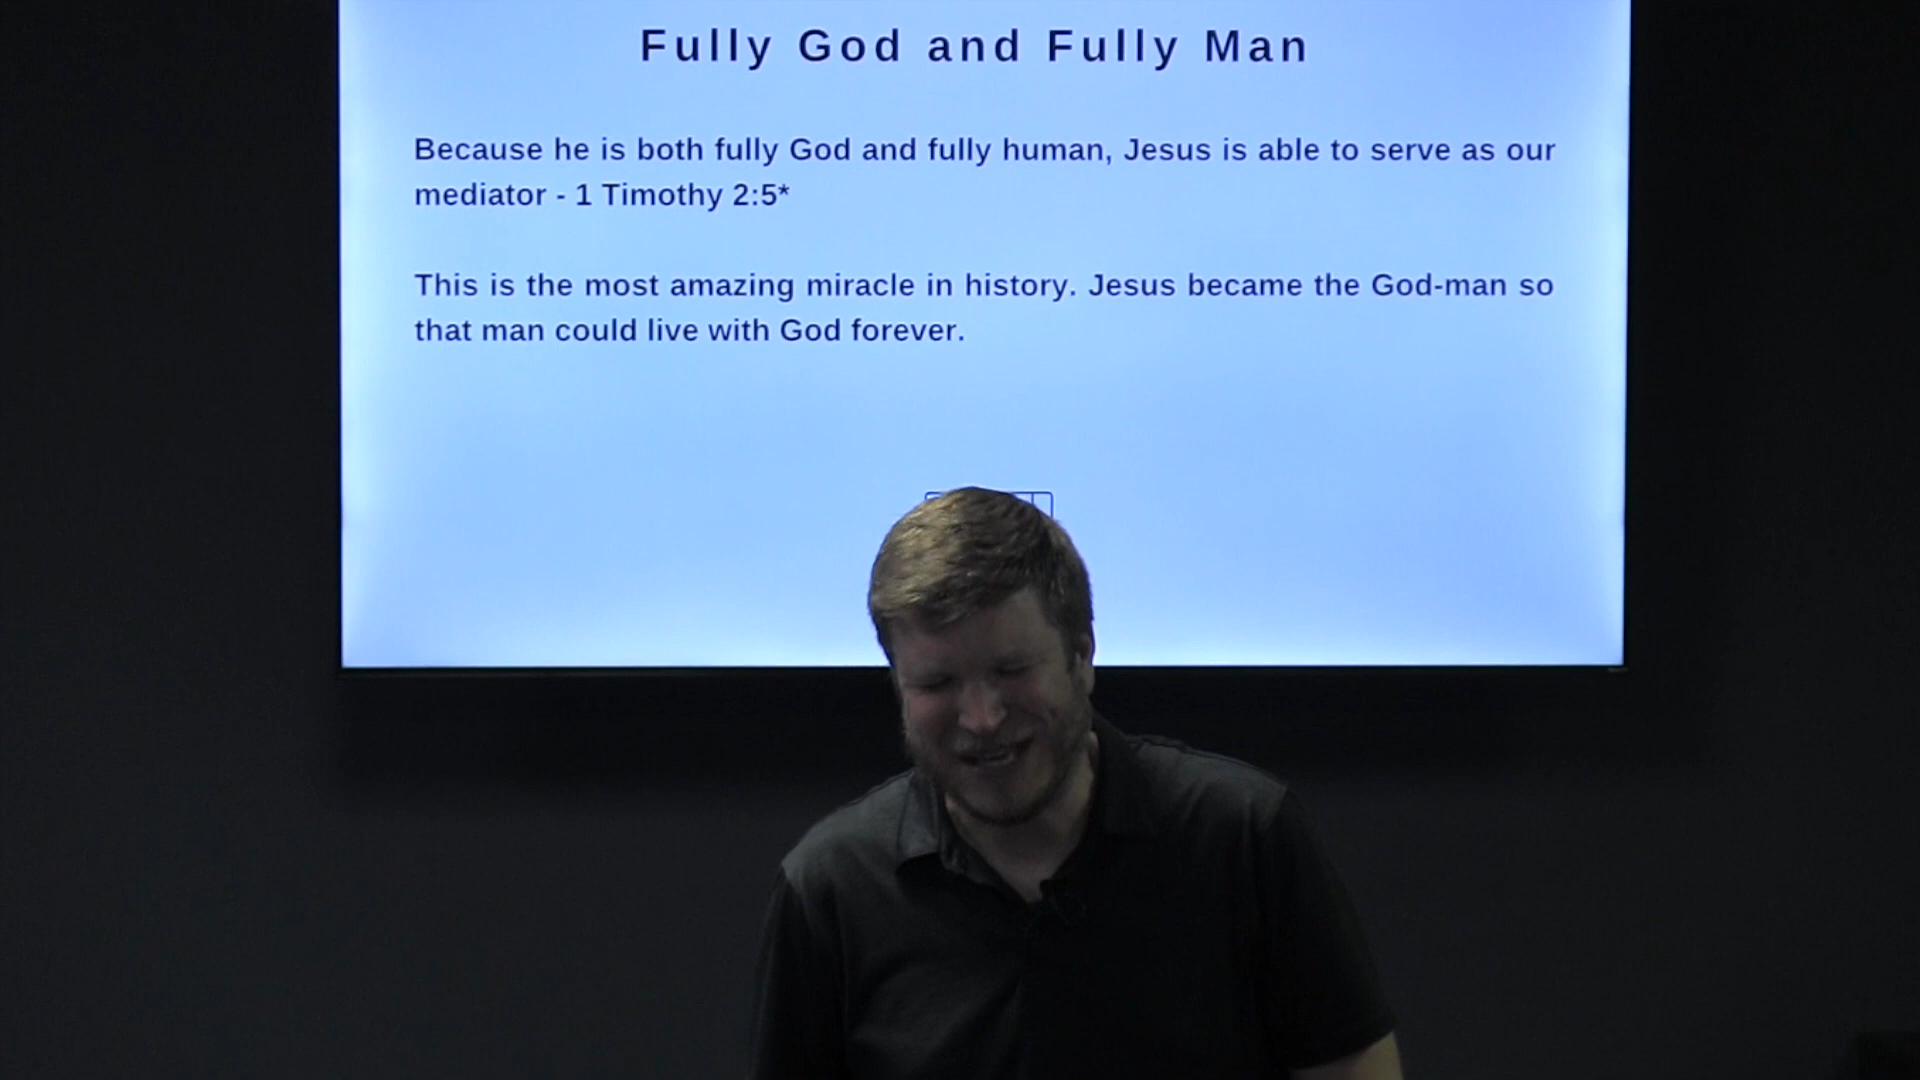 Fully God and Fully Man
Because he is both fully God and fully human, Jesus is able to serve as our
mediator - 1 Timothy 2:5*
This is the most amazing miracle in history. Jesus became the God-man so
that man could live with God forever.